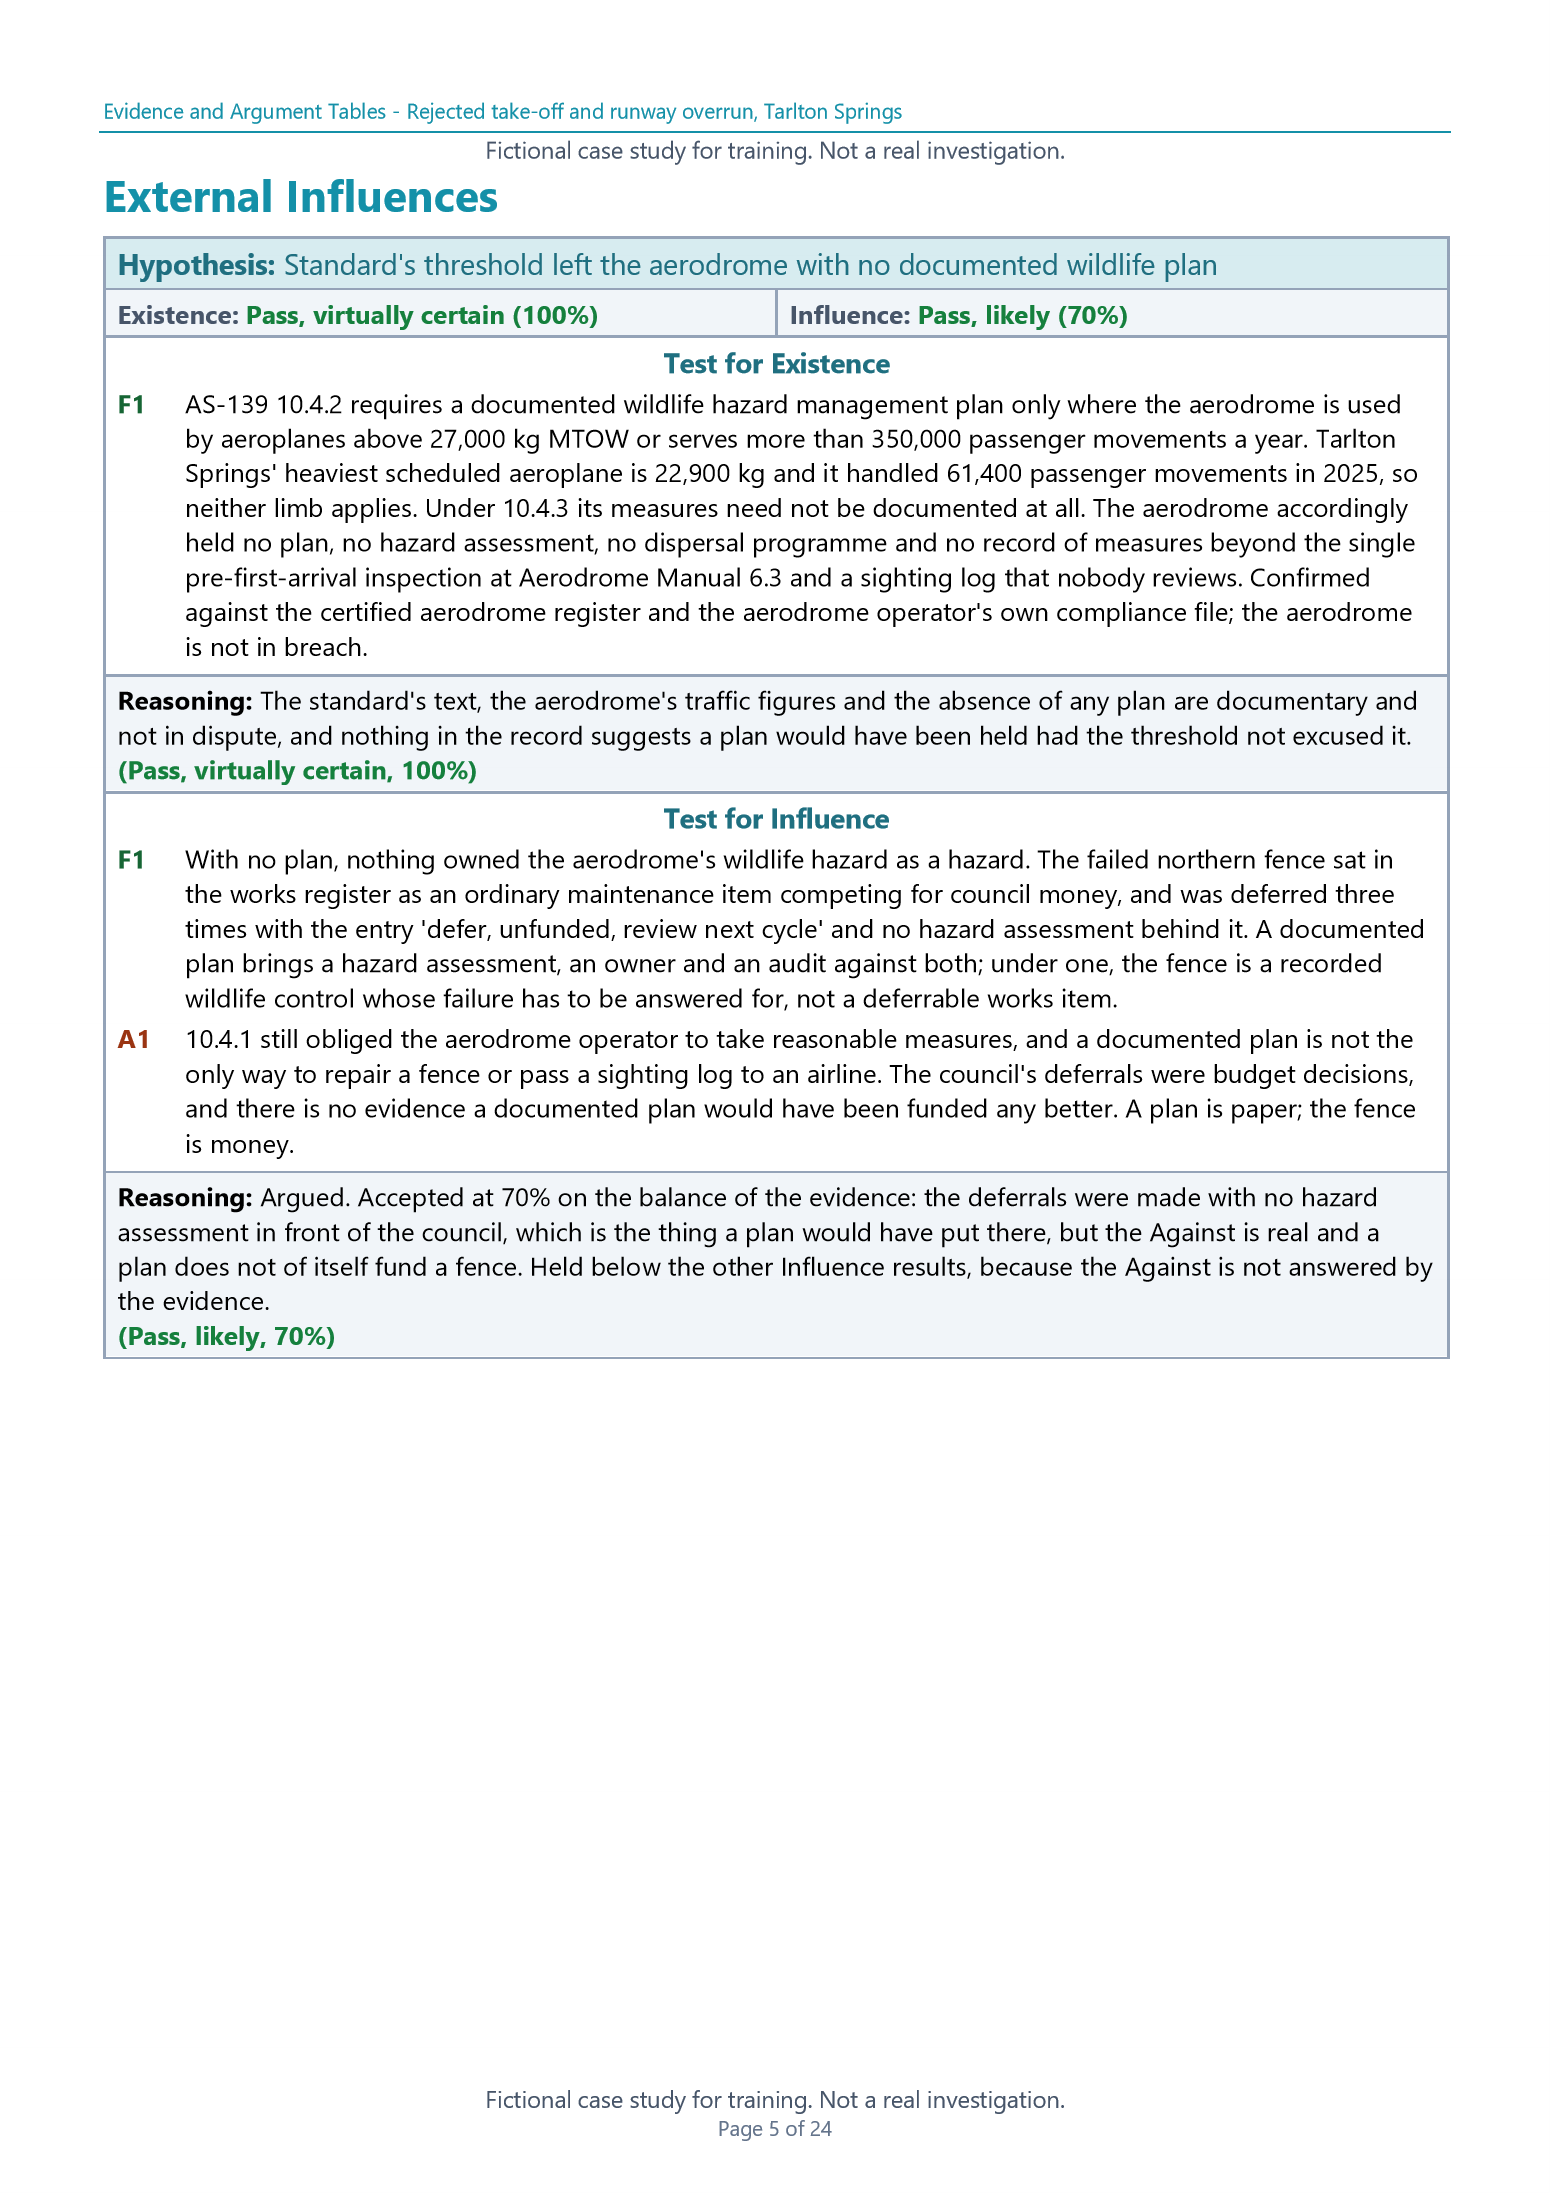 Evidence and Argument Tables - Rejected take-off and runway overrun, Tarlton Springs
Fictional case study for training. Not a real investigation.
External Influences
Hypothesis: Standard's threshold left the aerodrome with no documented wildlife plan
Existence: Pass, virtually certain (100%)
Influence: Pass, likely (70%)
Test for Existence
F1 AS-139 10.4.2 requires a documented wildlife hazard management plan only where the aerodrome is used
by aeroplanes above 27,000 kg MTOW or serves more than 350,000 passenger movements a year. Tarlton
Springs' heaviest scheduled aeroplane is 22,900 kg and it handled 61,400 passenger movements in 2025, so
neither limb applies. Under 10.4.3 its measures need not be documented at all. The aerodrome accordingly
held no plan, no hazard assessment, no dispersal programme and no record of measures beyond the single
pre-first-arrival inspection at Aerodrome Manual 6.3 and a sighting log that nobody reviews. Confirmed
against the certified aerodrome register and the aerodrome operator's own compliance file; the aerodrome
is not in breach.
Reasoning: The standard's text, the aerodrome's traffic figures and the absence of any plan are documentary and
not in dispute, and nothing in the record suggests a plan would have been held had the threshold not excused it.
(Pass, virtually certain, 100%)
Test for Influence
F1 With no plan, nothing owned the aerodrome's wildlife hazard as a hazard. The failed northern fence sat in
the works register as an ordinary maintenance item competing for council money, and was deferred three
times with the entry 'defer, unfunded, review next cycle' and no hazard assessment behind it. A documented
plan brings a hazard assessment, an owner and an audit against both; under one, the fence is a recorded
wildlife control whose failure has to be answered for, not a deferrable works item.
A1 10.4.1 still obliged the aerodrome operator to take reasonable measures, and a documented plan is not the
only way to repair a fence or pass a sighting log to an airline. The council's deferrals were budget decisions,
and there is no evidence a documented plan would have been funded any better. A plan is paper; the fence
is money.
Reasoning: Argued. Accepted at 70% on the balance of the evidence: the deferrals were made with no hazard
assessment in front of the council, which is the thing a plan would have put there, but the Against is real and a
plan does not of itself fund a fence. Held below the other Influence results, because the Against is not answered by
the evidence.
(Pass, likely, 70%)
Fictional case study for training. Not a real investigation.
Page 5 of 24